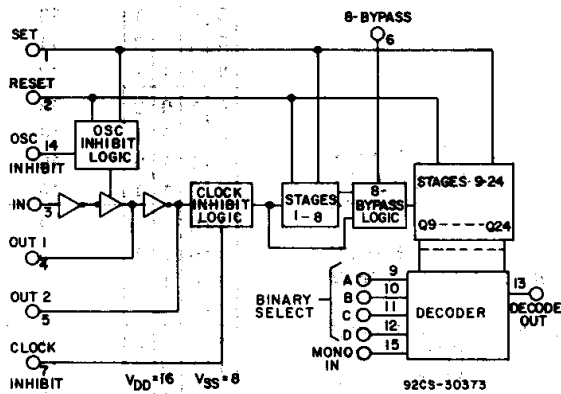 8-BYPASS
6
SET
1
RESET
2
OSC
INHIBIT
14
OSC
INHIBIT
LOGIC
IN
3
CLOCK
INHIBIT
LOGIC
STAGES
1-8
8-
BYPASS
LOGIC
STAGES 9-24
Q9-----Q24
OUT 1
4
OUT 2
5
CLOCK
INHIBIT
7
VDD=16 VSS=8
BINARY
SELECT
A 9
B 10
C 11
D 12
MONO
IN
15
DECODER
13
DECODE
OUT
92CS-30373